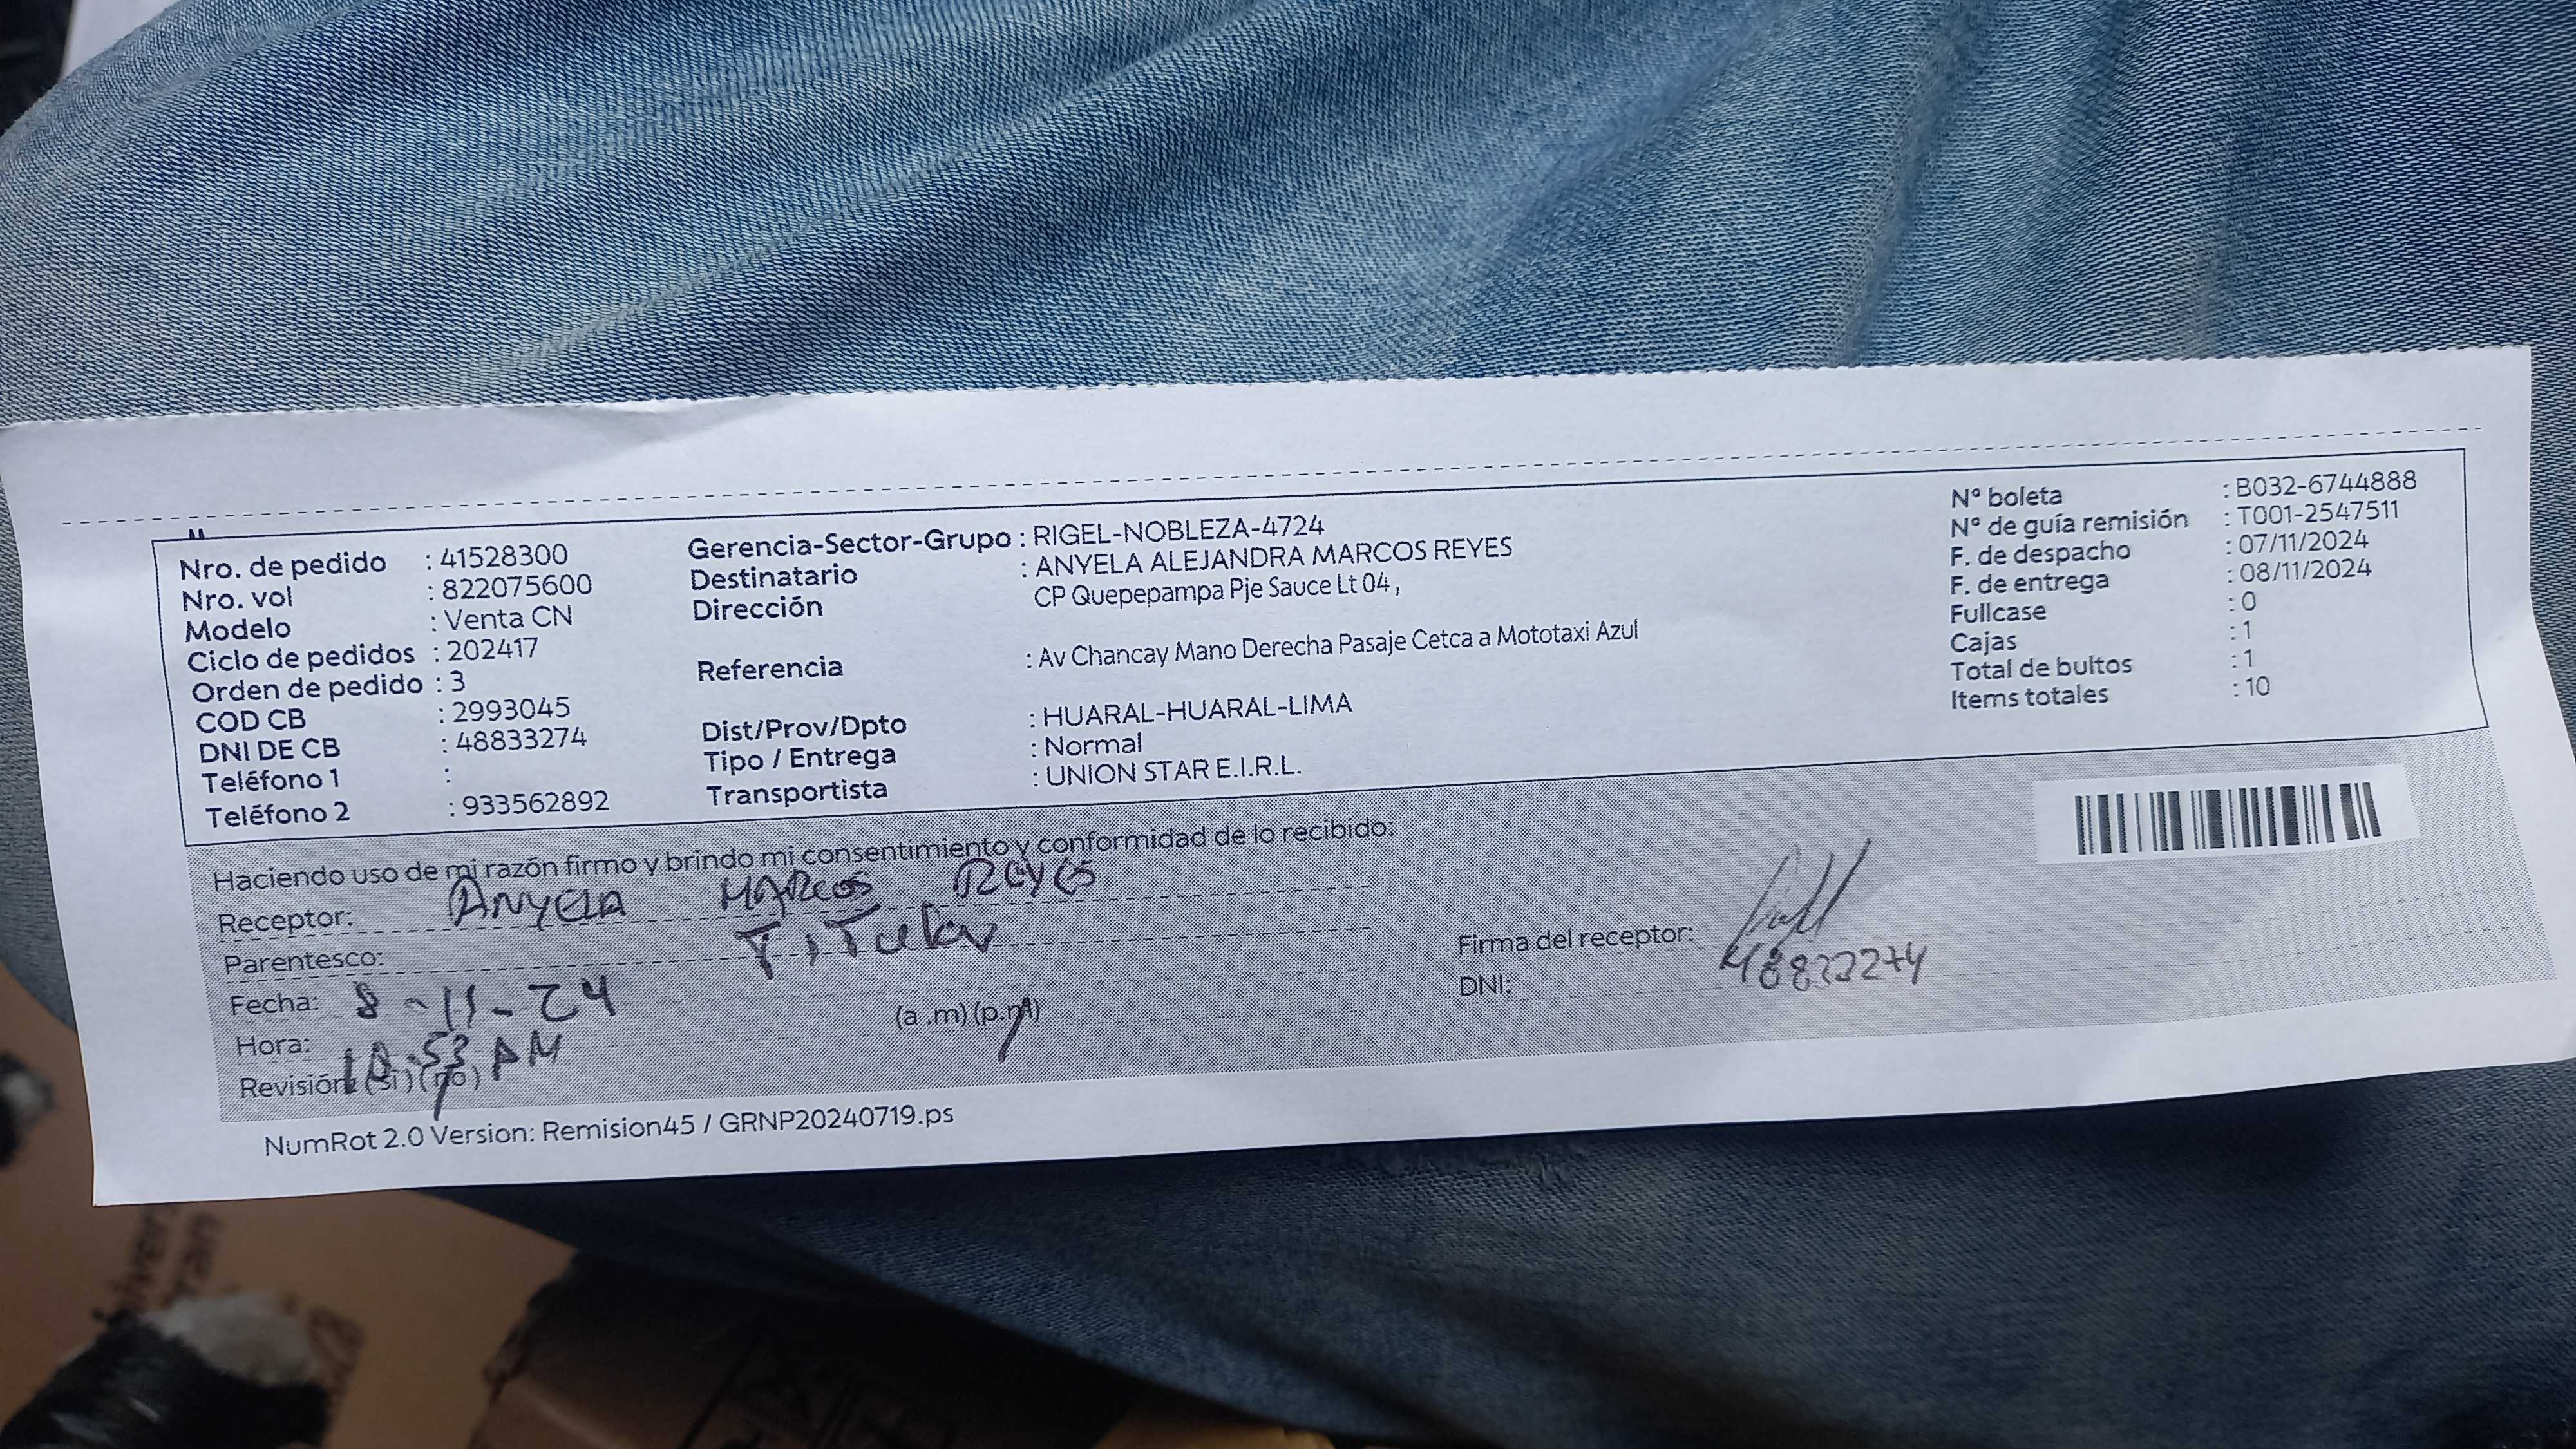 Nro. de pedido : 41528300
Nro. vol : 822075600
Modelo : Venta CN
Ciclo de pedidos : 202417
Orden de pedido : 3
COD CB : 2993045
DNI DE CB : 48833274
Teléfono 1 :
Teléfono 2 : 933562892
Gerencia-Sector-Grupo : RIGEL-NOBLEZA-4724
Destinatario : ANYELA ALEJANDRA MARCOS REYES
Dirección CP Quepepampa Pje Sauce Lt 04 ,
Referencia : Av Chancay Mano Derecha Pasaje Cetca a Mototaxi Azul
Dist/Prov/Dpto : HUARAL-HUARAL-LIMA
Tipo / Entrega : Normal
Transportista : UNION STAR E.I.R.L.
N° boleta : B032-6744888
N° de guía remisión : T001-2547511
F. de despacho : 07/11/2024
F. de entrega : 08/11/2024
Fullcase : 0
Cajas : 1
Total de bultos : 1
Items totales : 10
Haciendo uso de mi razón firmo y brindo mi consentimiento y conformidad de lo recibido:
Receptor: ANYELA MARCOS REYES
Parentesco: TiTular
Fecha: 8-11-24
Hora: :53 AM (a .m) (p.m)
Revisión: (si) (no)
Firma del receptor:
DNI:
NumRot 2.0 Version: Remision45 / GRNP20240719.ps